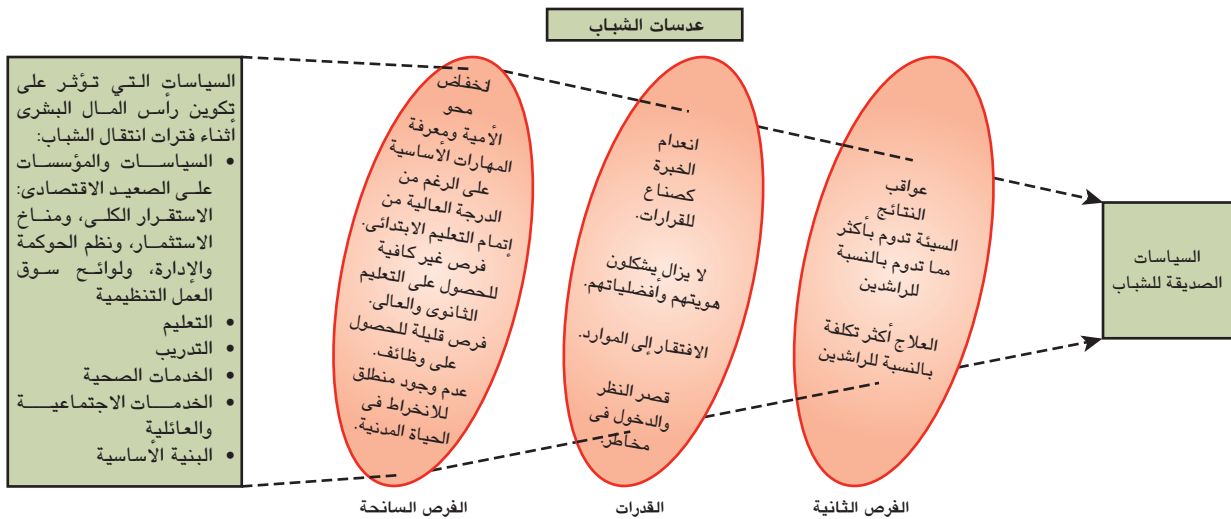 عدسات الشباب
السياسات التي تؤثر على
تكوين رأس المال البشرى
أثناء فترات انتقال الشباب:
• السياسات والمؤسسات
على الصعيد الاقتصادى:
الاستقرار الكلى، ومناخ
الاستثمار، ونظم الحوكمة
والإدارة، ولوائح سوق
العمل التنظيمية
• التعليم
• التدريب
• الخدمات الصحية
• الخدمات الاجتماعية
والعائلية
• البنية الأساسية
انخفاض
محو
الأمية ومعرفة
المهارات الأساسية
على الرغم من
الدرجة العالية من
إتمام التعليم الابتدائى.
فرص غير كافية
للحصول على التعليم
الثانوى والعالى.
فرص قليلة للحصول
على وظائف.
عدم وجود منطلق
للانخراط فى
الحياة المدنية.
الفرص السانحة
انعدام
الخبرة
كصناع
للقرارات.
لا يزال يشكلون
هويتهم وأفضلياتهم.
الافتقار إلى الموارد.
قصر النظر
والدخول فى
مخاطر.
القدرات
عواقب
النتائج
السيئة تدوم بأكثر
مما تدوم بالنسبة
للراشدين
العلاج أكثر تكلفة
بالنسبة للراشدين
الفرص الثانية
السياسات
الصديقة للشباب